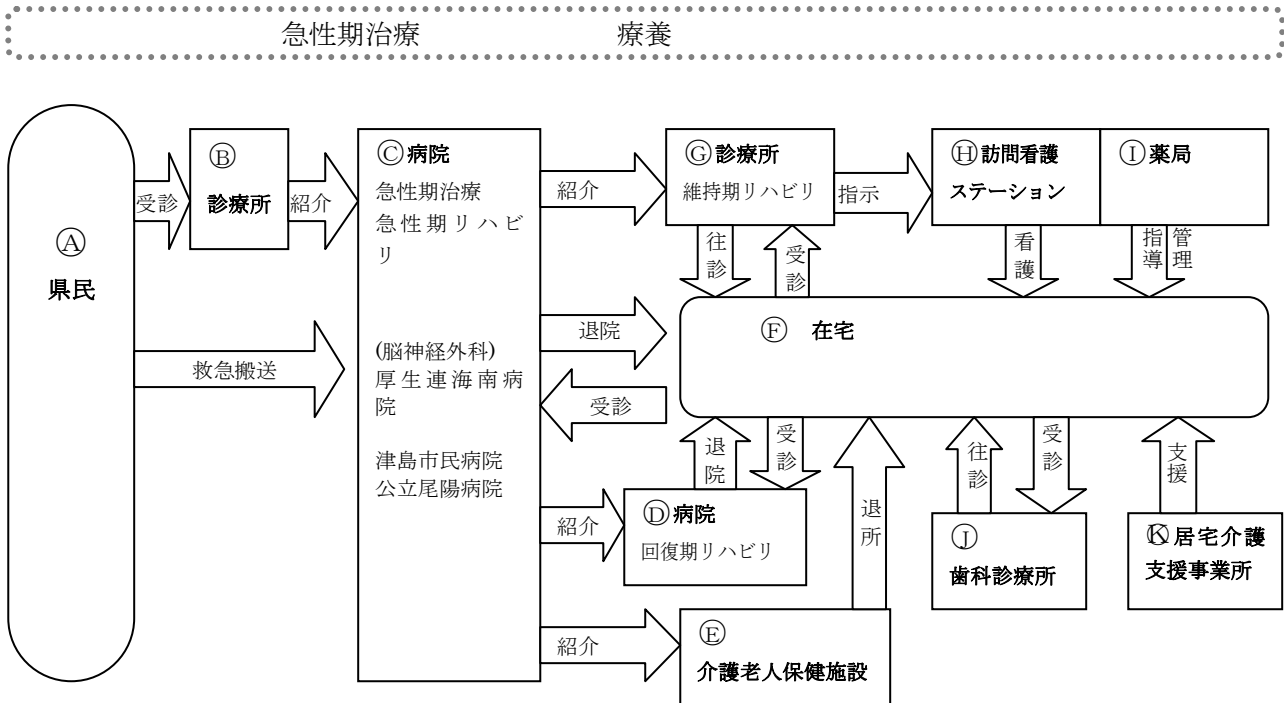 急性期治療 療養
Ⓐ
県民
受診
Ⓑ
診療所
紹介
救急搬送
Ⓒ病院
急性期治療
急性期リハビ
リ
(脳神経外科)
厚生連海南病
院
津島市民病院
公立尾陽病院
紹介
退院
受診
紹介
紹介
Ⓖ診療所
維持期リハビリ
指示
Ⓗ訪問看護
ステーション
Ⓘ薬局
往診
受診
看護
管理
指導
Ⓕ 在宅
退院
受診
退所
往診
受診
支援
Ⓓ病院
回復期リハビリ
Ⓔ
介護老人保健施設
Ⓙ
歯科診療所
Ⓚ居宅介護
支援事業所